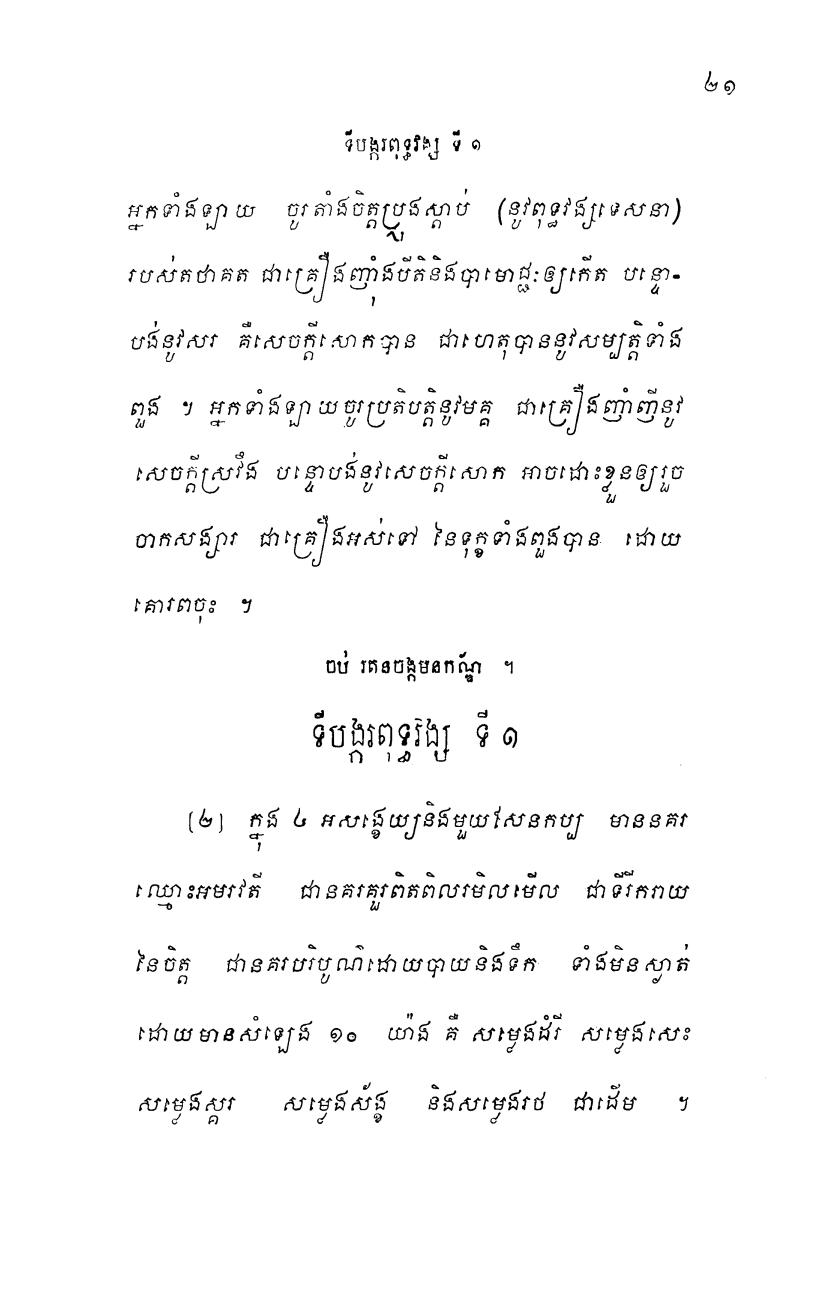 ២១
ទីបង្ករពុទ្ធវង្ស ទី ១
អ្នកទាំងឡាយ ចូរតាំងចិត្តប្រុងស្តាប់ (នូវពុទ្ធវង្សទេសនា)
របស់តថាគត ជាគ្រឿងញ៉ាំងបីតិនិងបាមោជ្ជៈឲ្យកើត បន្ទោ-
បង់នូវសរ គឺសេចក្តីសោកបាន ជាហេតុបាននូវសម្បត្តិទាំង
ពួង ។ អ្នកទាំងឡាយចូរប្រតិបត្តិនូវមគ្គ ជាគ្រឿងញាំញីនូវ
សេចក្តីស្រវឹង បន្ទោបង់នូវសេចក្តីសោក អាចដោះខ្លួនឲ្យរួច
ចាកសង្សារ ជាគ្រឿងអស់ទៅ នៃទុក្ខទាំងពួងបាន ដោយ
គោរពចុះ ។
ចប់ រតនចង្កមនកណ្ឌ ។
ទីបង្ករពុទ្ធវង្ស ទី ១
(២) ក្នុង ៤ អសង្ខេយ្យនិងមួយសែនកប្ប មាននគរ
ឈ្មោះអមរវតី ជានគរគួរពិតពិលរមិលមើល ជាទីរីករាយ
នៃចិត្ត ជានគរបរិបូណ៌ដោយបាយនិងទឹក ទាំងមិនស្ងាត់
ដោយមានសំឡេង ១០ យ៉ាង គឺ សម្លេងដំរី សម្លេងសេះ
សម្លេងស្គរ សម្លេងស័ង្ខ និងសម្លេងរថ ជាដើម ។